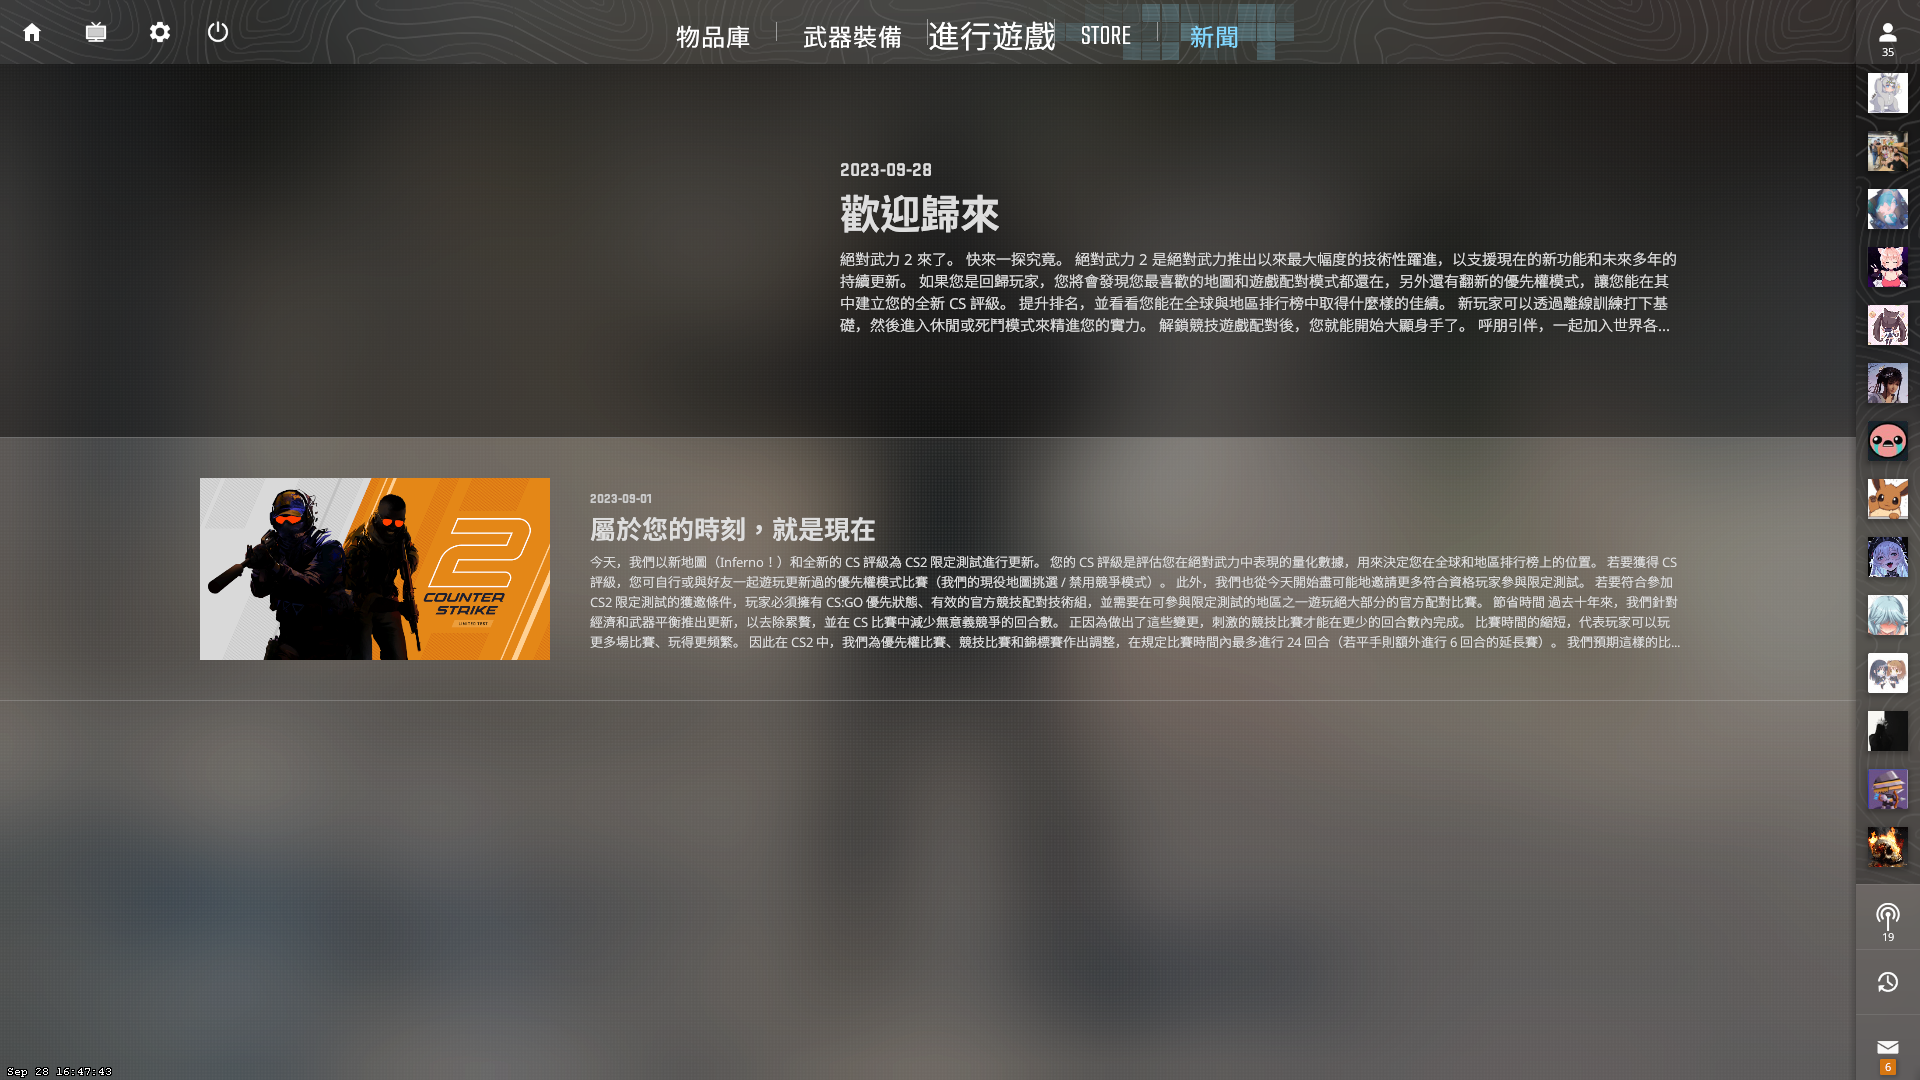 物品庫
武器裝備
進行遊戲
STORE
新聞
35
2023-09-28
歡迎歸來
絕對武力 2 來了。 快來一探究竟。 絕對武力 2 是絕對武力推出以來最大幅度的技術性躍進，以支援現在的新功能和未來多年的
持續更新。 如果您是回歸玩家，您將會發現您最喜歡的地圖和遊戲配對模式都還在，另外還有翻新的優先權模式，讓您能在其
中建立您的全新 CS 評級。 提升排名，並看看您能在全球與地區排行榜中取得什麼樣的佳績。 新玩家可以透過離線訓練打下基
礎，然後進入休閒或死鬥模式來精進您的實力。 解鎖競技遊戲配對後，您就能開始大顯身手了。 呼朋引伴，一起加入世界各...
2
COUNTER
STRIKE
LIMITED TEST
2023-09-01
屬於您的時刻，就是現在
今天，我們以新地圖（Inferno！）和全新的 CS 評級為 CS2 限定測試進行更新。 您的 CS 評級是評估您在絕對武力中表現的量化數據，用來決定您在全球和地區排行榜上的位置。 若要獲得 CS
評級，您可自行或與好友一起遊玩更新過的優先權模式比賽（我們的現役地圖挑選 / 禁用競爭模式）。 此外，我們也從今天開始盡可能地邀請更多符合資格玩家參與限定測試。 若要符合參加
CS2 限定測試的獲邀條件，玩家必須擁有 CS:GO 優先狀態、有效的官方競技配對技術組，並需要在可參與限定測試的地區之一遊玩絕大部分的官方配對比賽。 節省時間 過去十年來，我們針對
經濟和武器平衡推出更新，以去除累贅，並在 CS 比賽中減少無意義競爭的回合數。 正因為做出了這些變更，刺激的競技比賽才能在更少的回合數內完成。 比賽時間的縮短，代表玩家可以玩
更多場比賽、玩得更頻繁。 因此在 CS2 中，我們為優先權比賽、競技比賽和錦標賽作出調整，在規定比賽時間內最多進行 24 回合（若平手則額外進行 6 回合的延長賽）。 我們預期這樣的比...
19
6
Sep 28 16:47:43